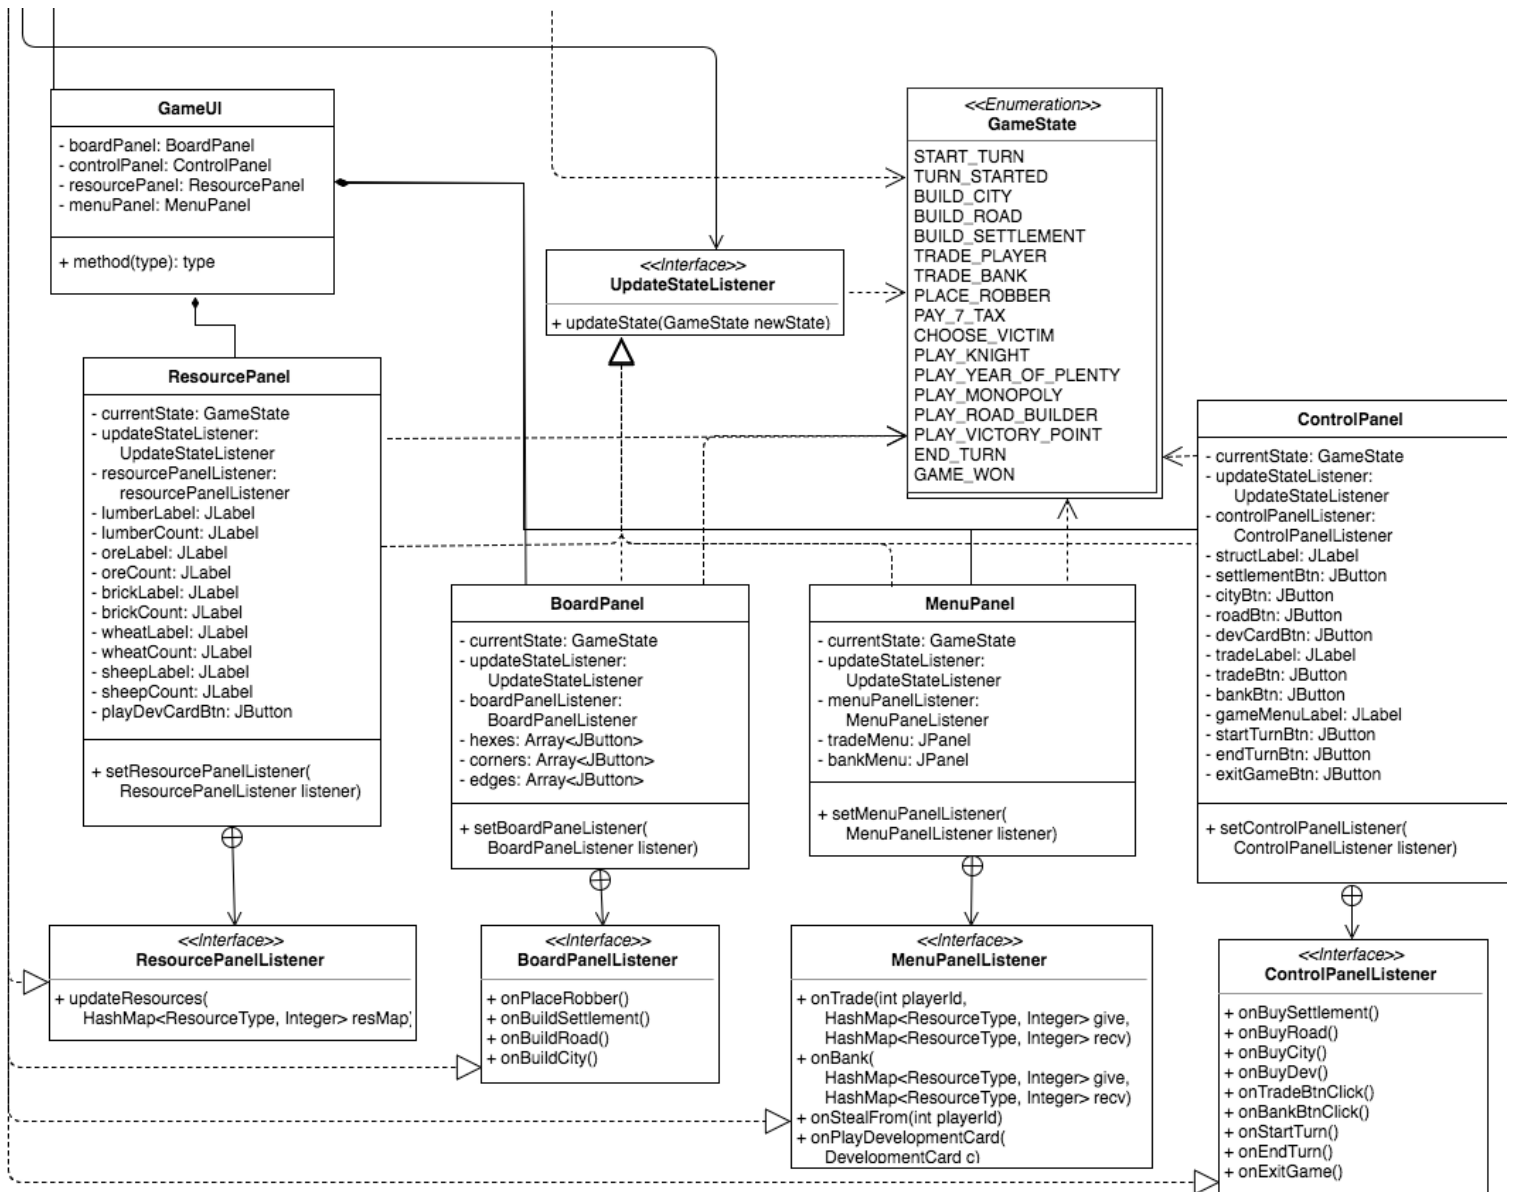 GameUI
- boardPanel: BoardPanel
- controlPanel: ControlPanel
- resourcePanel: ResourcePanel
- menuPanel: MenuPanel
+ method(type): type
<<Enumeration>>
GameState
START_TURN
TURN_STARTED
BUILD_CITY
BUILD_ROAD
BUILD_SETTLEMENT
TRADE_PLAYER
TRADE_BANK
PLACE_ROBBER
PAY_7_TAX
CHOOSE_VICTIM
PLAY_KNIGHT
PLAY_YEAR_OF_PLENTY
PLAY_MONOPOLY
PLAY_ROAD_BUILDER
PLAY_VICTORY_POINT
END_TURN
GAME_WON
<<Interface>>
UpdateStateListener
+ updateState(GameState newState)
ResourcePanel
- currentState: GameState
- updateStateListener:
UpdateStateListener
- resourcePanelListener:
resourcePanelListener
- lumberLabel: JLabel
- lumberCount: JLabel
- oreLabel: JLabel
- oreCount: JLabel
- brickLabel: JLabel
- brickCount: JLabel
- wheatLabel: JLabel
- wheatCount: JLabel
- sheepLabel: JLabel
- sheepCount: JLabel
- playDevCardBtn: JButton
+ setResourcePanelListener(
ResourcePanelListener listener)
BoardPanel
- currentState: GameState
- updateStateListener:
UpdateStateListener
- boardPanelListener:
BoardPanelListener
- hexes: Array<JButton>
- corners: Array<JButton>
- edges: Array<JButton>
+ setBoardPaneListener(
BoardPaneListener listener)
MenuPanel
- currentState: GameState
- updateStateListener:
UpdateStateListener
- menuPanelListener:
MenuPaneListener
- tradeMenu: JPanel
- bankMenu: JPanel
+ setMenuPanelListener(
MenuPanelListener listener)
ControlPanel
- currentState: GameState
- updateStateListener:
UpdateStateListener
- controlPanelListener:
ControlPanelListener
- structLabel: JLabel
- settlementBtn: JButton
- cityBtn: JButton
- roadBtn: JButton
- devCardBtn: JButton
- tradeLabel: JLabel
- tradeBtn: JButton
- bankBtn: JButton
- gameMenuLabel: JLabel
- startTurnBtn: JButton
- endTurnBtn: JButton
- exitGameBtn: JButton
+ setControlPanelListener(
ControlPanelListener listener)
<<Interface>>
ResourcePanelListener
+ updateResources(
HashMap<ResourceType, Integer> resMap)
<<Interface>>
BoardPanelListener
+ onPlaceRobber()
+ onBuildSettlement()
+ onBuildRoad()
+ onBuildCity()
<<Interface>>
MenuPanelListener
+ onTrade(int playerId,
HashMap<ResourceType, Integer> give,
HashMap<ResourceType, Integer> recv)
+ onBank(
HashMap<ResourceType, Integer> give,
HashMap<ResourceType, Integer> recv)
+ onStealFrom(int playerId)
+ onPlayDevelopmentCard(
DevelopmentCard c)
<<Interface>>
ControlPanelListener
+ onBuySettlement()
+ onBuyRoad()
+ onBuyCity()
+ onBuyDev()
+ onTradeBtnClick()
+ onBankBtnClick()
+ onStartTurn()
+ onEndTurn()
+ onExitGame()